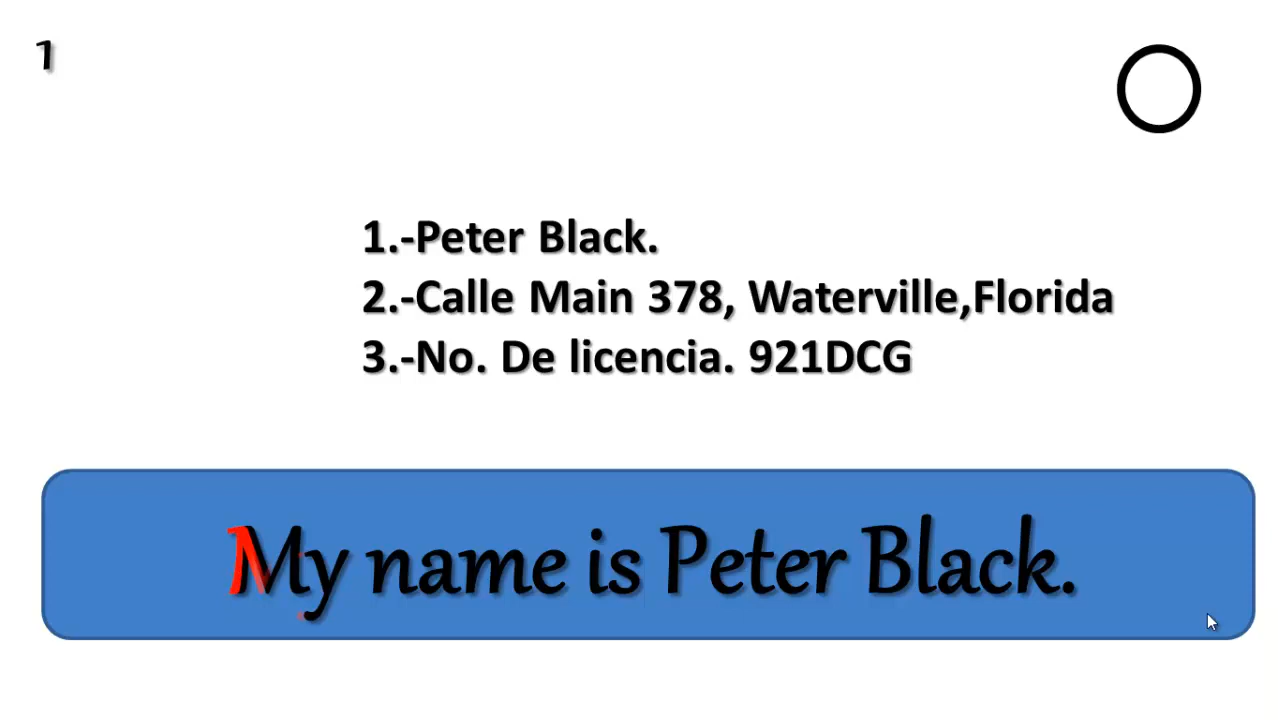 1
1.-Peter Black.
2.-Calle Main 378, Waterville,Florida
3.-No. De licencia. 921DCG
My name is Peter Black.